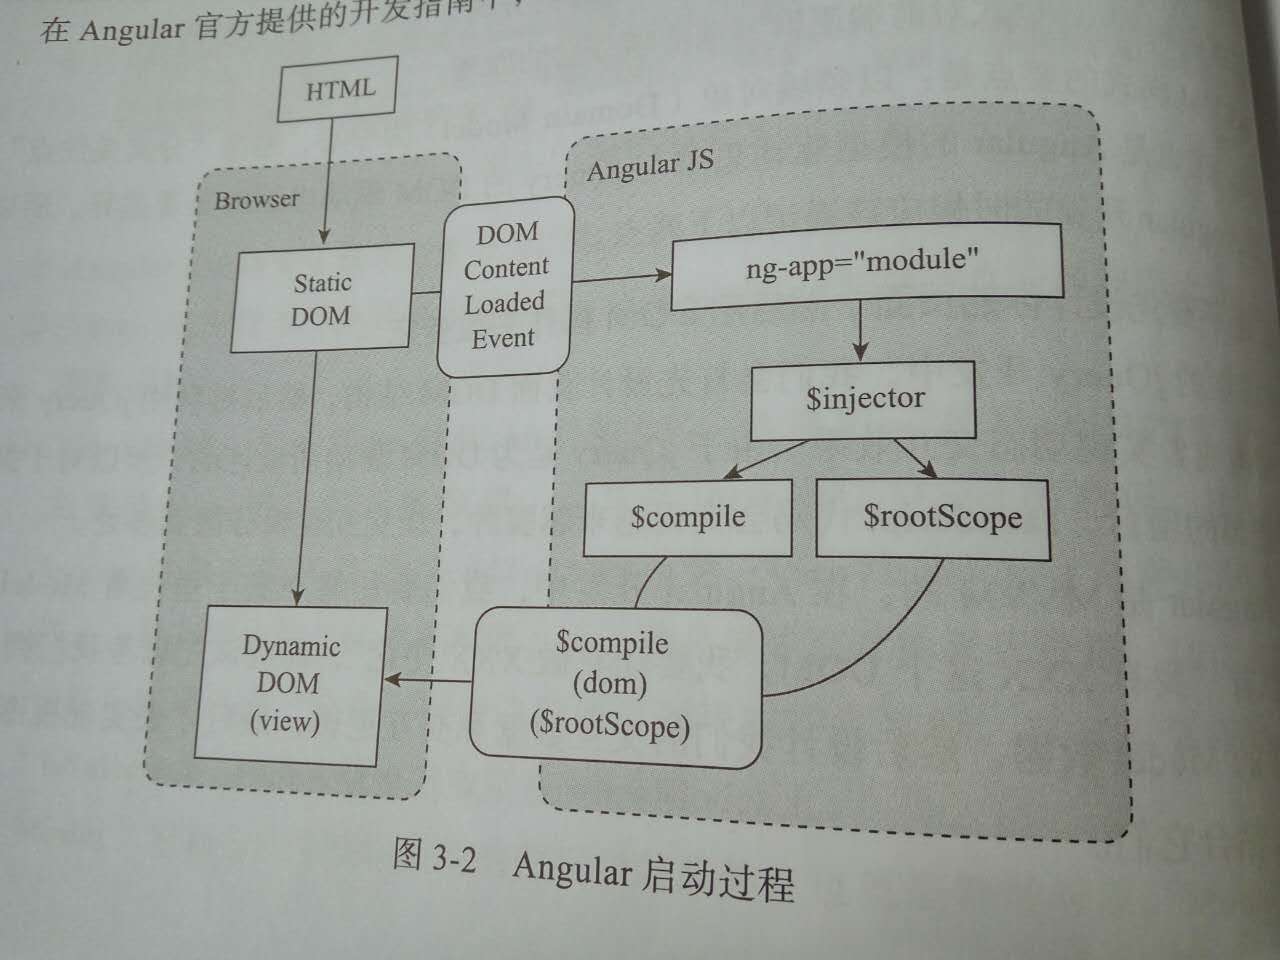 在 Angular 官方提供的开发指南中,
HTML
Browser
Angular JS
Static
DOM
DOM
Content
Loaded
Event
ng-app="module"
$injector
$compile
$rootScope
Dynamic
DOM
(view)
$compile
(dom)
($rootScope)
图 3-2 Angular 启动过程